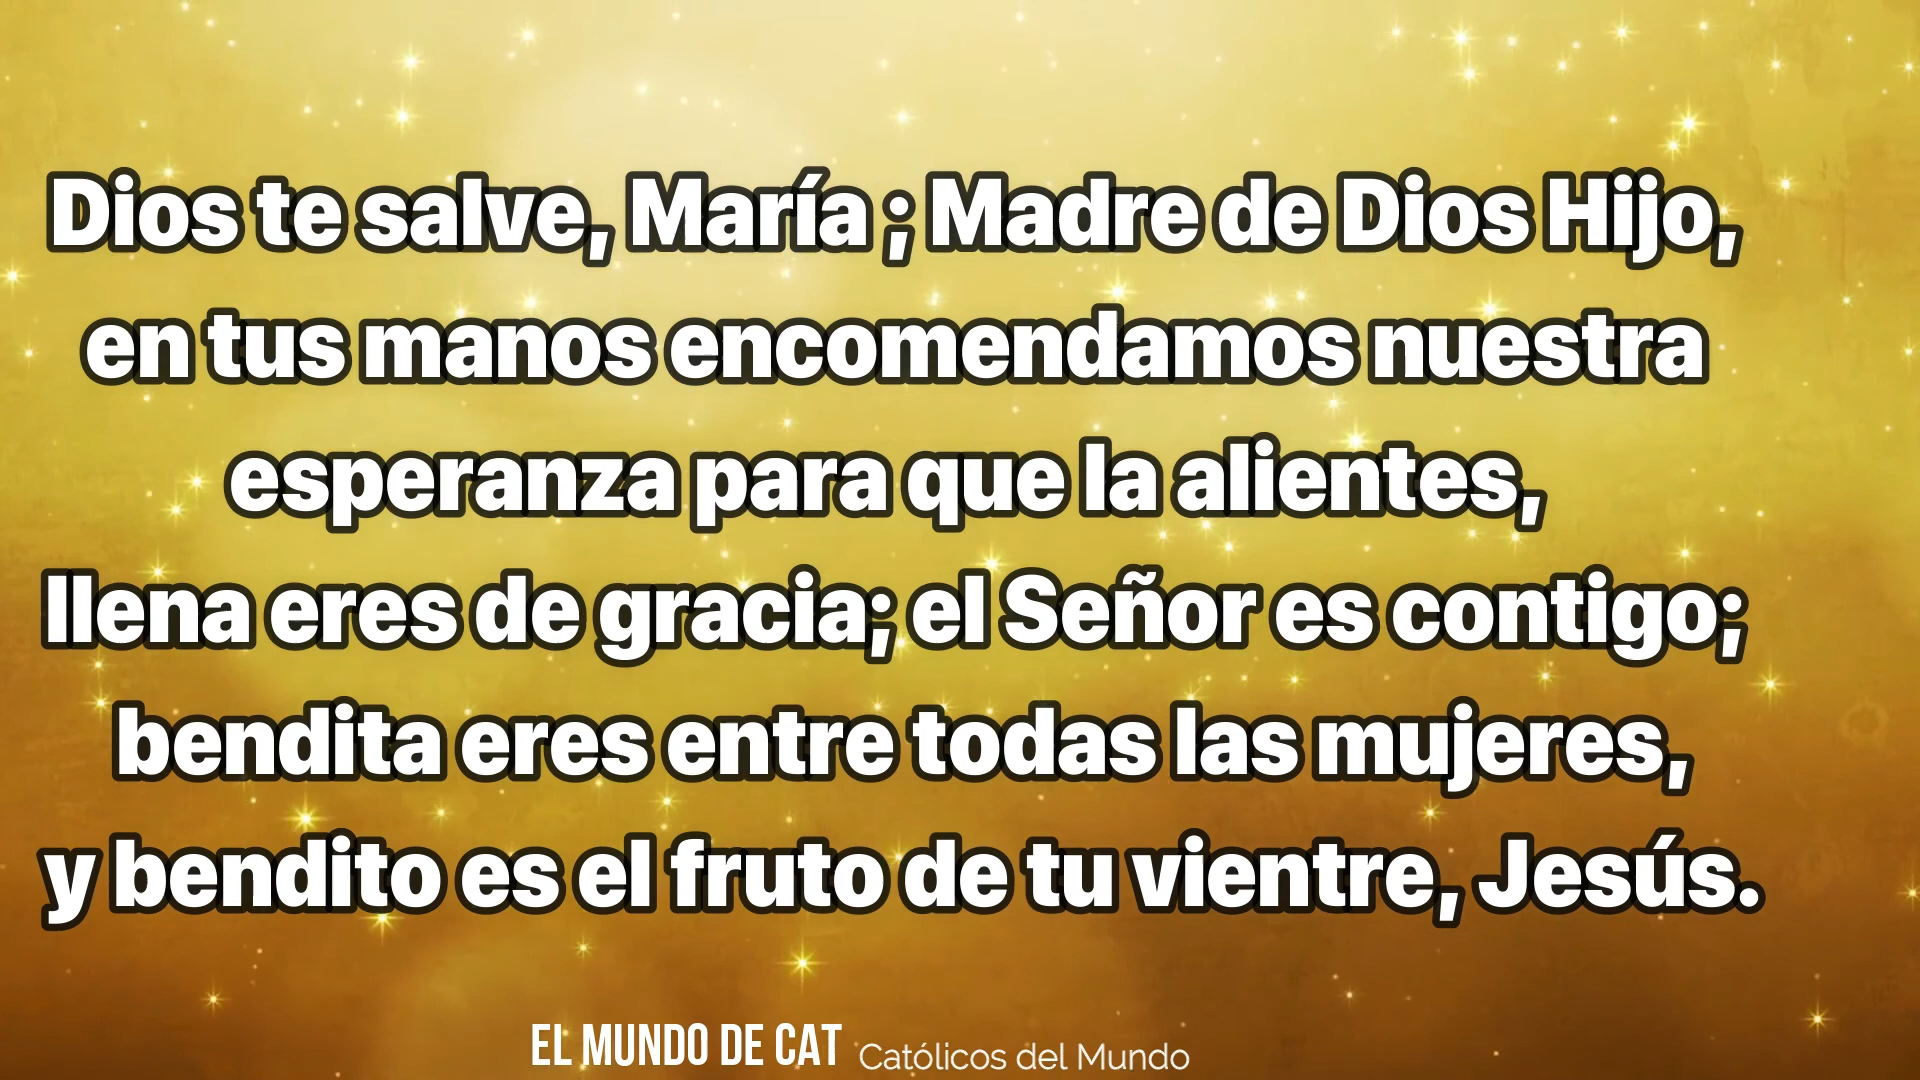 Dios te salve, María ; Madre de Dios Hijo,
en tus manos encomendamos nuestra
esperanza para que la alientes,
llena eres de gracia; el Señor es contigo;
bendita eres entre todas las mujeres,
y bendito es el fruto de tu vientre, Jesús.
EL MUNDO DE CAT Católicos del Mundo